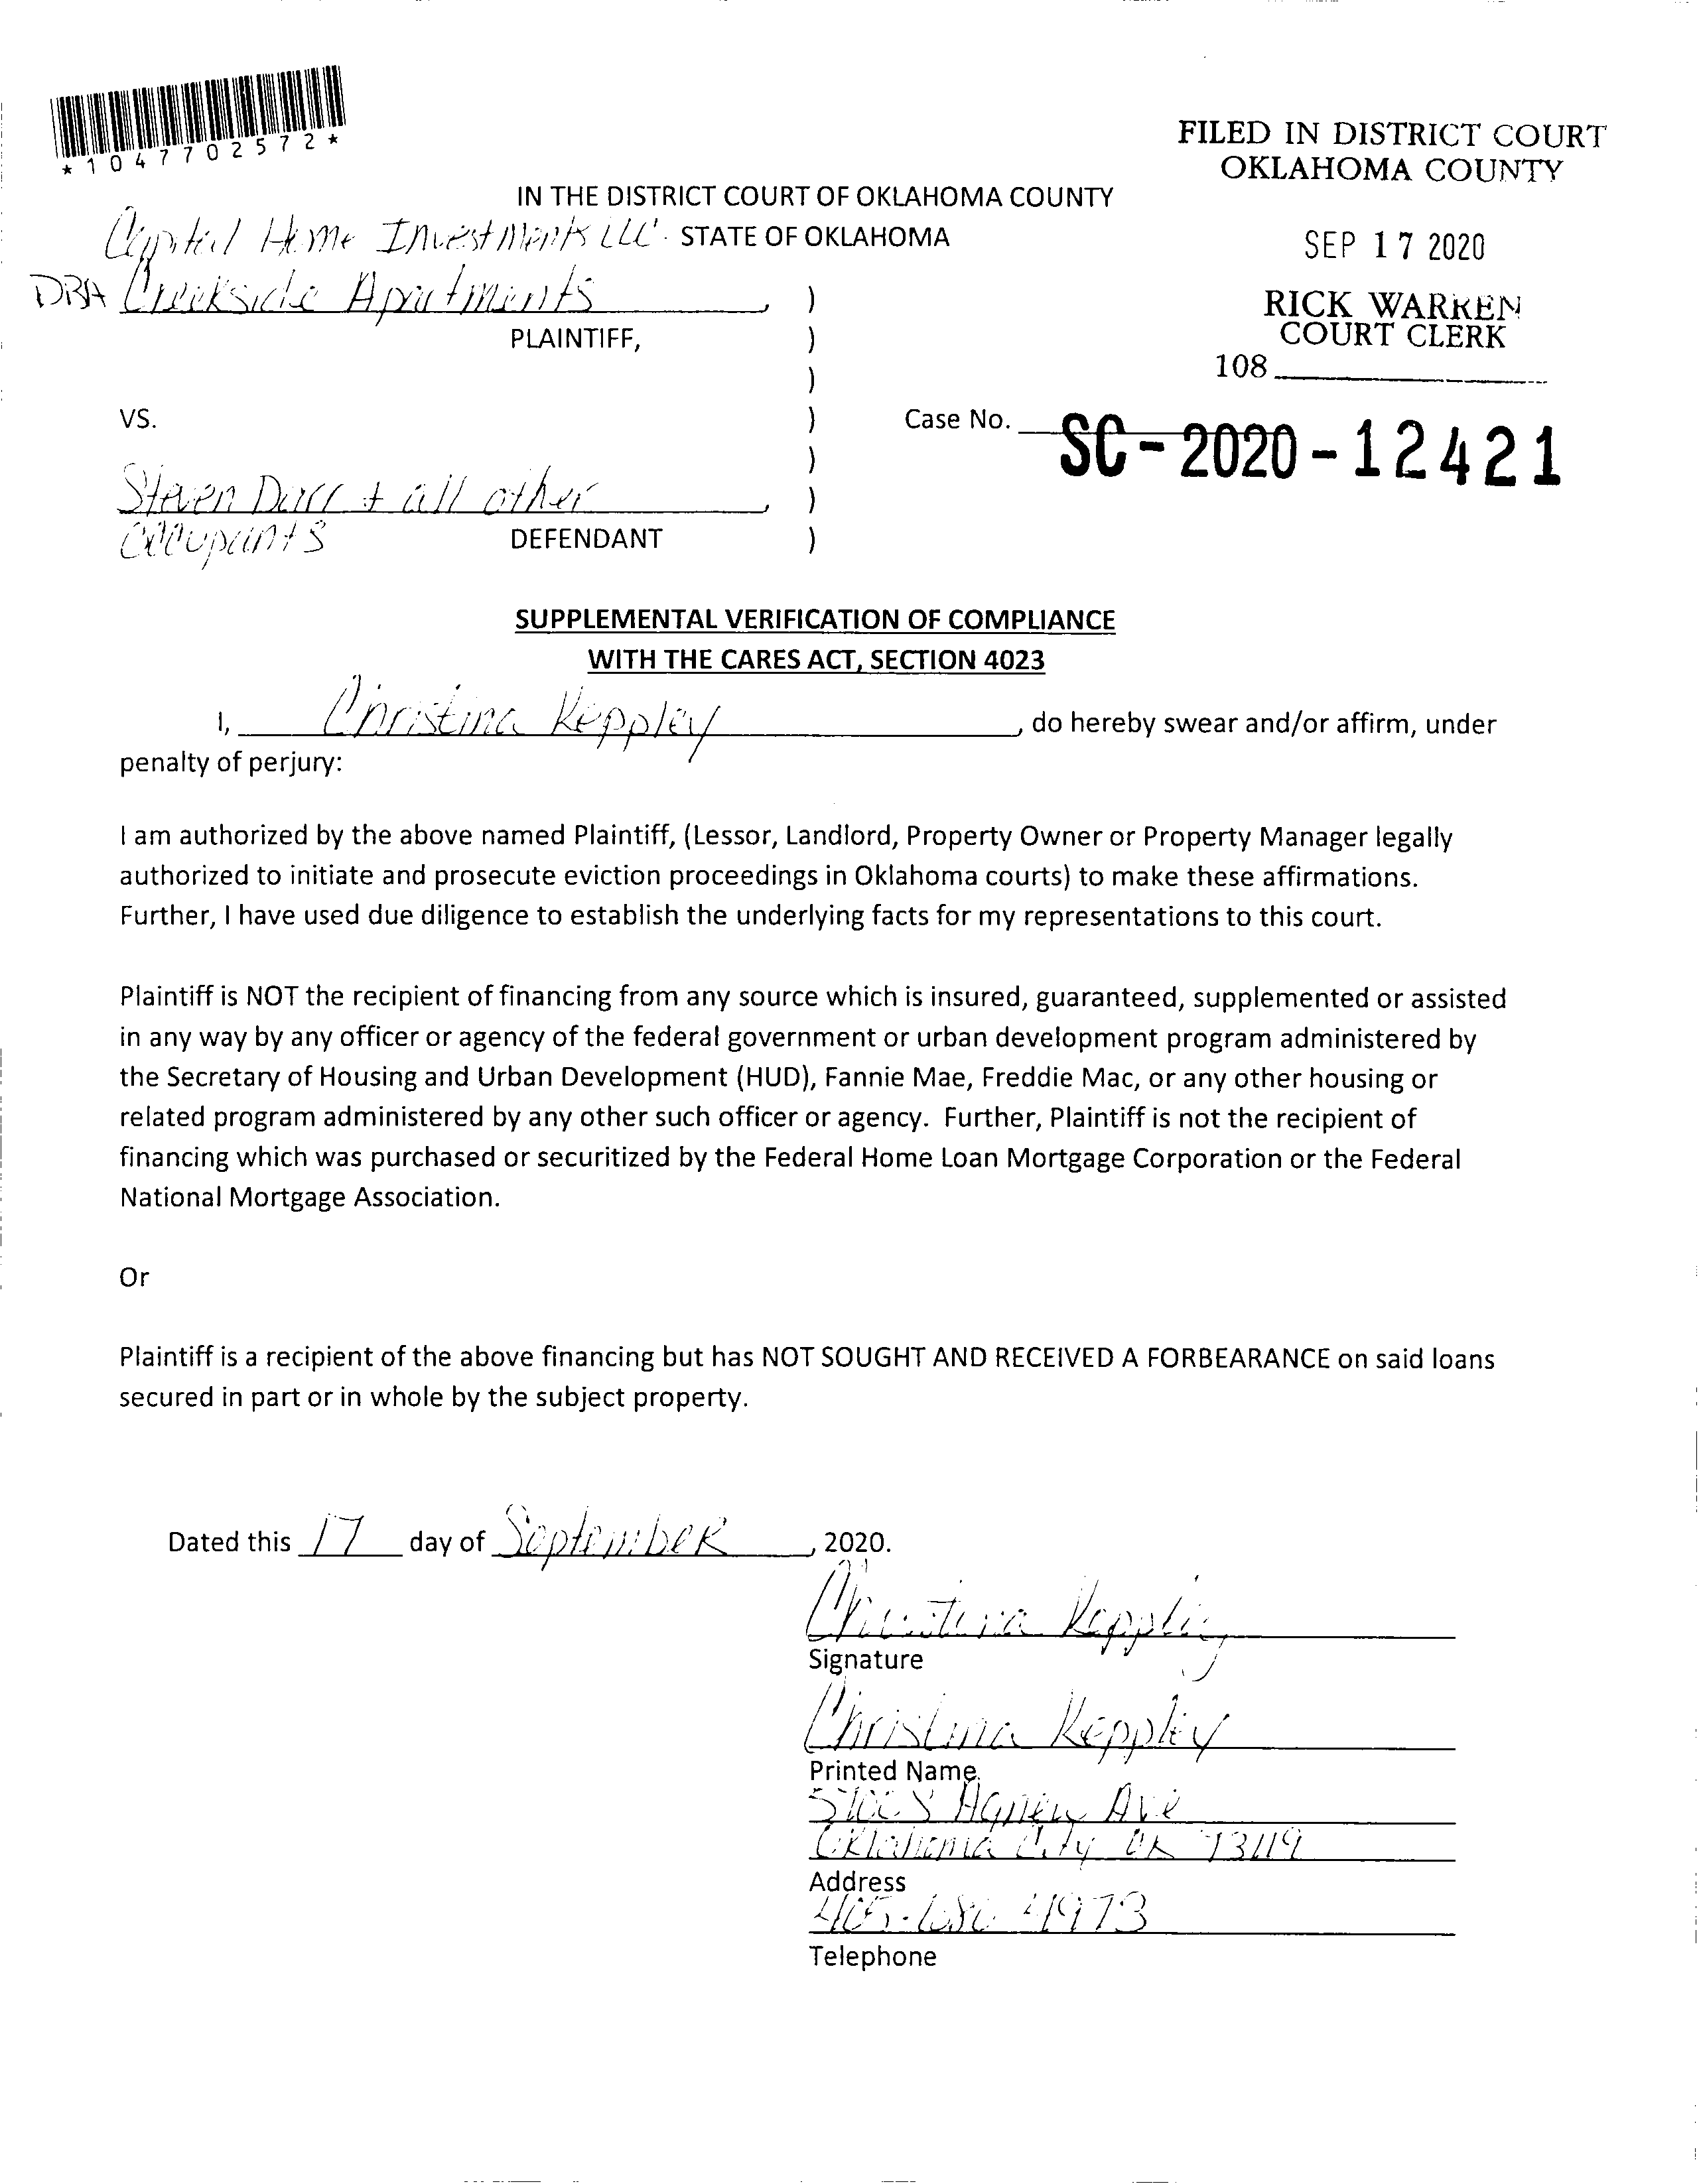 *1047702572*
FILED IN DISTRICT COURT
OKLAHOMA COUNTY
SEP 17 2020
RICK WARREN
COURT CLERK
108
IN THE DISTRICT COURT OF OKLAHOMA COUNTY
Capital Home Investments LLC. STATE OF OKLAHOMA
DBA Creekside Apartments, )
PLAINTIFF, )
)
VS. ) Case No. SC-2020-12421
)
Steven Darr + all other, )
occupants DEFENDANT )
SUPPLEMENTAL VERIFICATION OF COMPLIANCE
WITH THE CARES ACT, SECTION 4023
I, Christina Keppley, do hereby swear and/or affirm, under
penalty of perjury:
I am authorized by the above named Plaintiff, (Lessor, Landlord, Property Owner or Property Manager legally
authorized to initiate and prosecute eviction proceedings in Oklahoma courts) to make these affirmations.
Further, I have used due diligence to establish the underlying facts for my representations to this court.
Plaintiff is NOT the recipient of financing from any source which is insured, guaranteed, supplemented or assisted
in any way by any officer or agency of the federal government or urban development program administered by
the Secretary of Housing and Urban Development (HUD), Fannie Mae, Freddie Mac, or any other housing or
related program administered by any other such officer or agency. Further, Plaintiff is not the recipient of
financing which was purchased or securitized by the Federal Home Loan Mortgage Corporation or the Federal
National Mortgage Association.
Or
Plaintiff is a recipient of the above financing but has NOT SOUGHT AND RECEIVED A FORBEARANCE on said loans
secured in part or in whole by the subject property.
Dated this 17 day of September, 2020.
Christina Keppley
Signature
Christina Keppley
Printed Name
Agnew Ave
Oklahoma City OK 73119
Address
Telephone